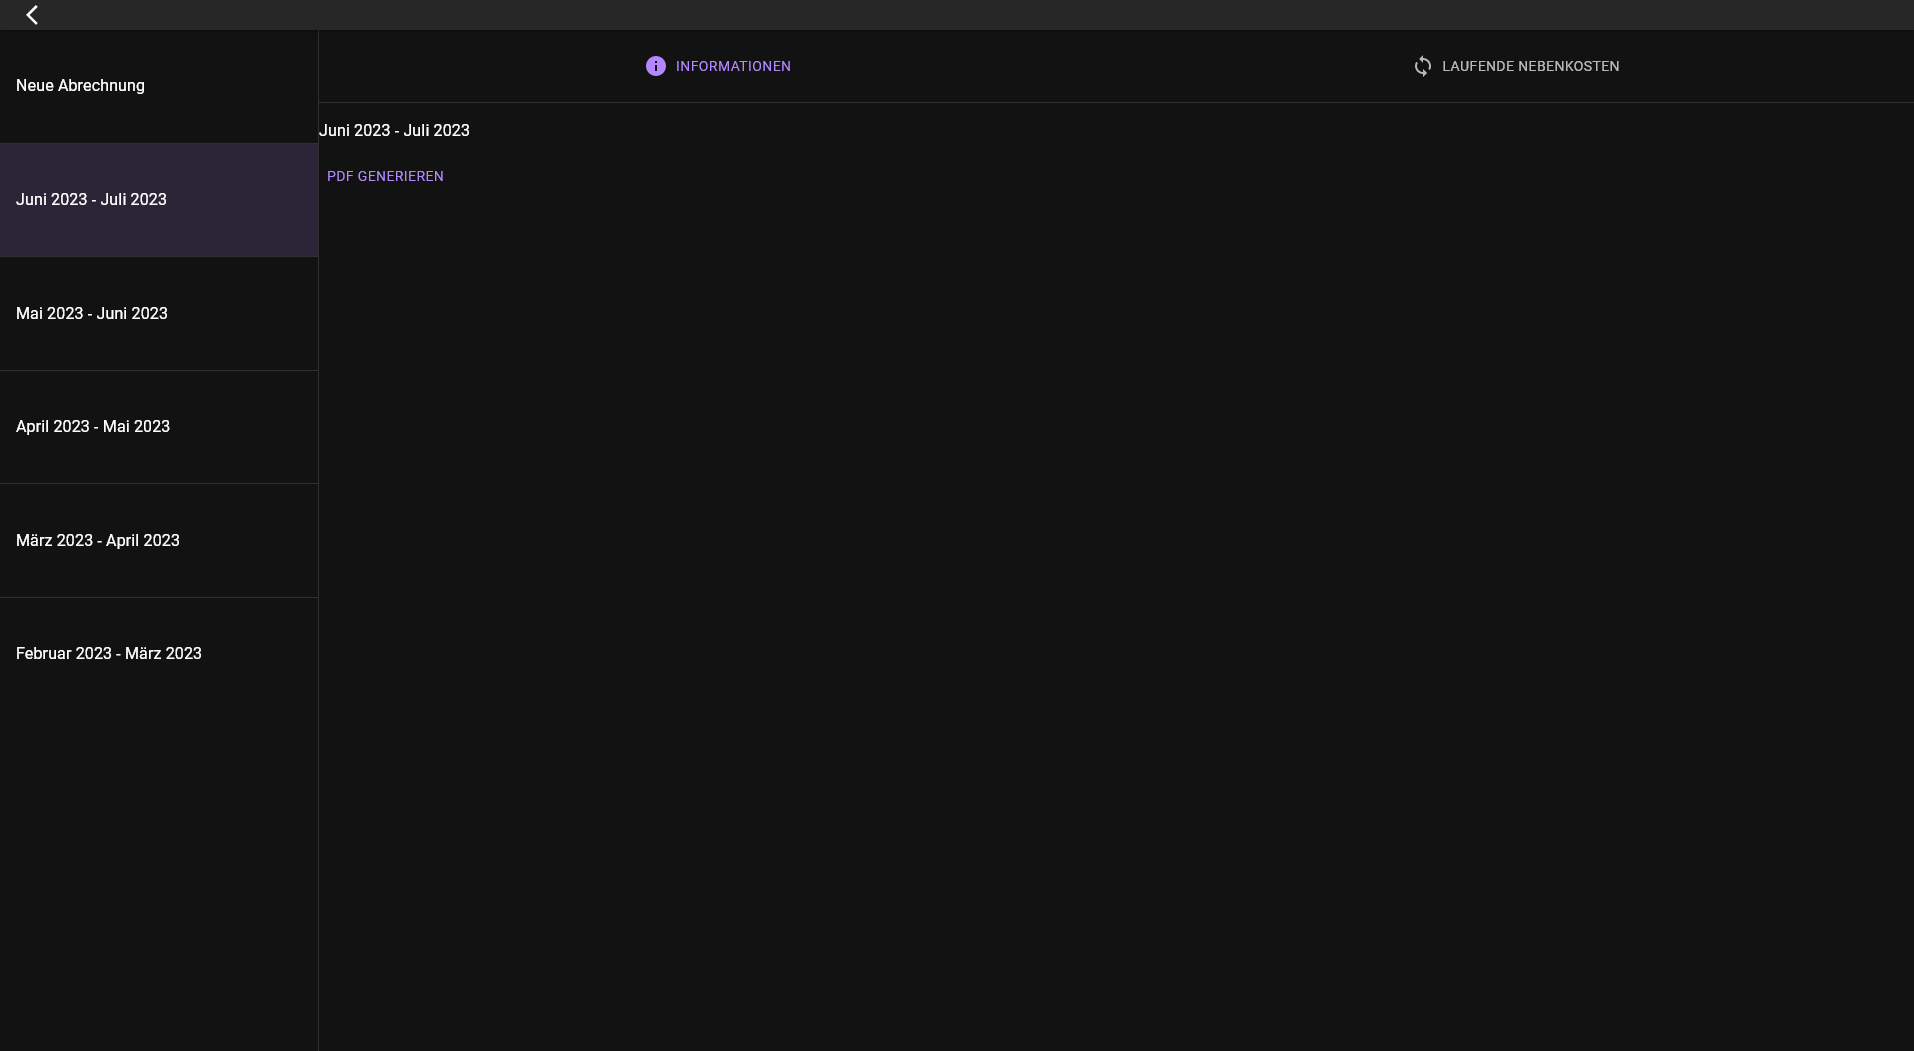 Neue Abrechnung
Juni 2023 - Juli 2023
Mai 2023 - Juni 2023
April 2023 - Mai 2023
März 2023 - April 2023
Februar 2023 - März 2023
INFORMATIONEN
LAUFENDE NEBENKOSTEN
Juni 2023 - Juli 2023
PDF GENERIEREN